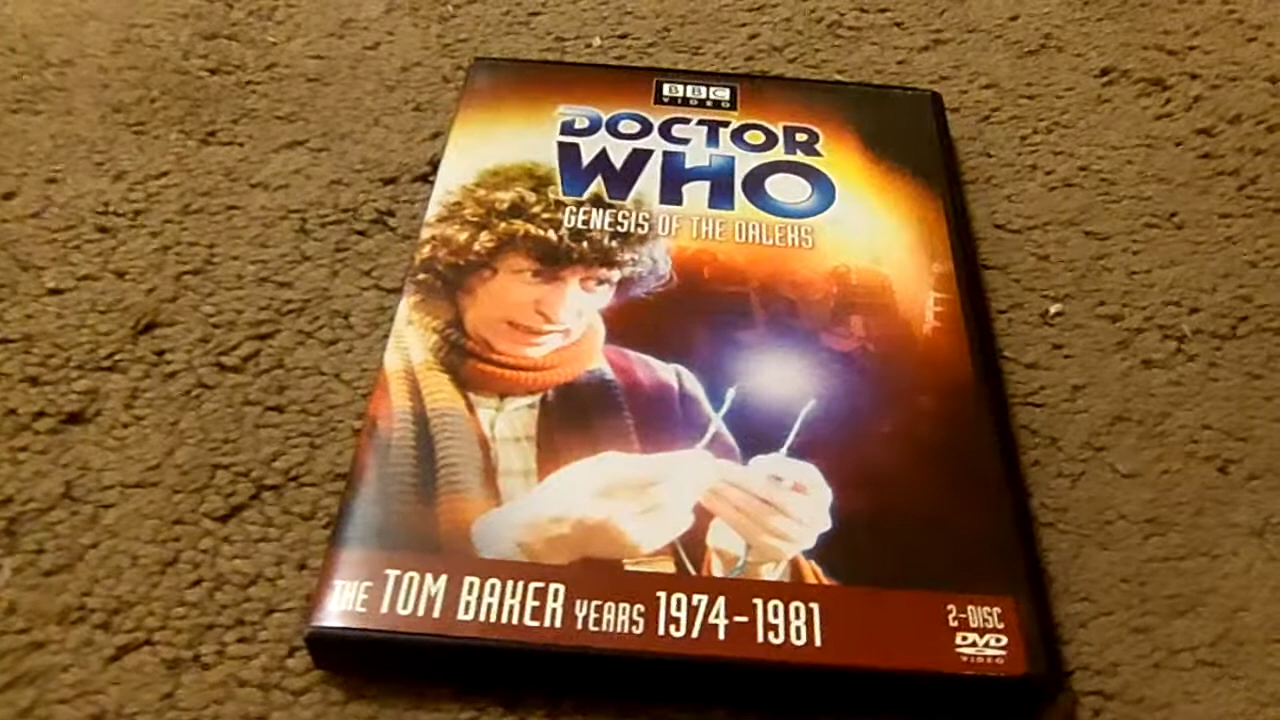 BBC
VIDEO
DOCTOR
WHO
GENESIS OF THE DALEKS
THE TOM BAKER YEARS 1974-1981
2-DISC
DVD
VIDEO